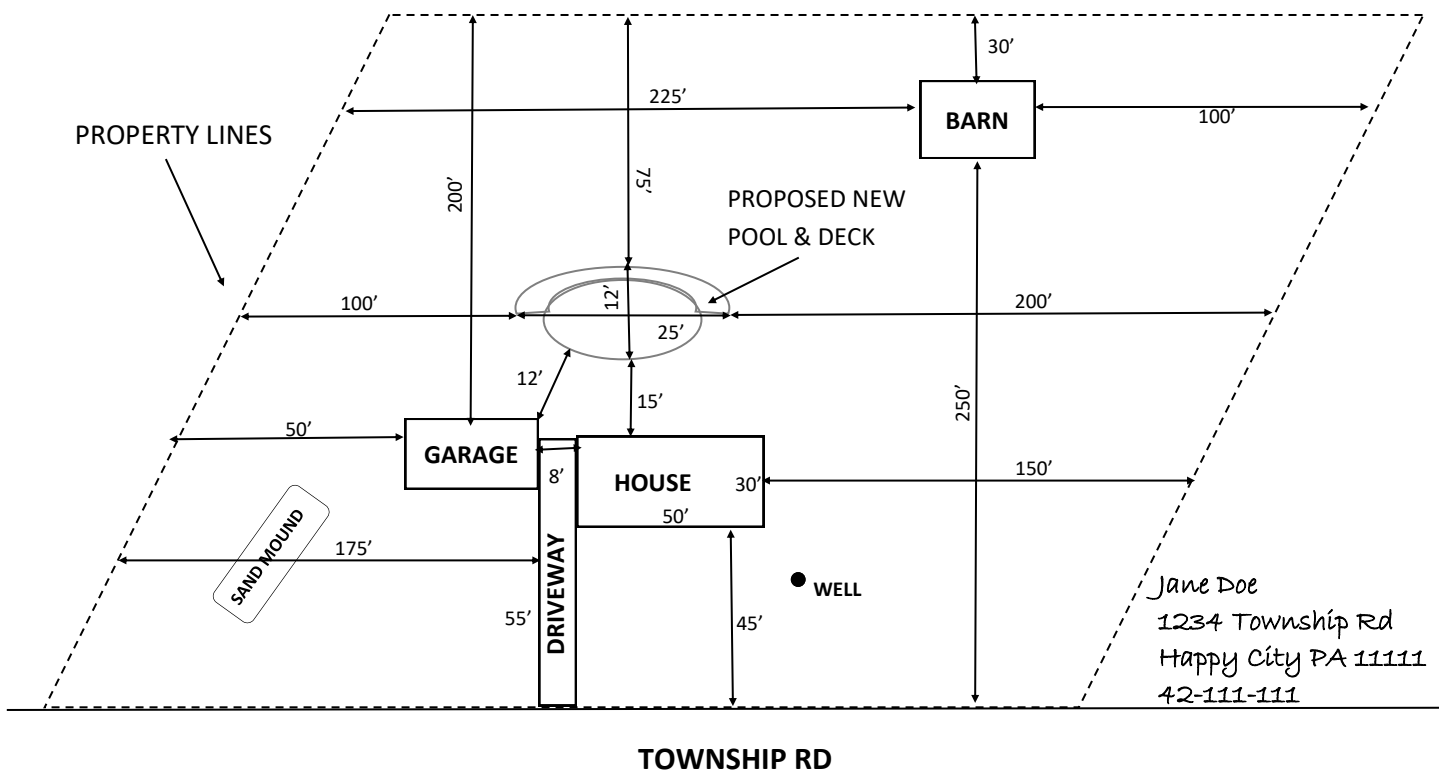 30’
225’
BARN
100’
PROPERTY LINES
200’
75’
PROPOSED NEW
POOL & DECK
12’
100’
25’
200’
12’
15’
250’
50’
GARAGE
8’
HOUSE
30’
50’
150’
SAND MOUND
175’
DRIVEWAY
55’
WELL
45’
Jane Doe
1234 Township Rd
Happy City PA 11111
42-111-111
TOWNSHIP RD